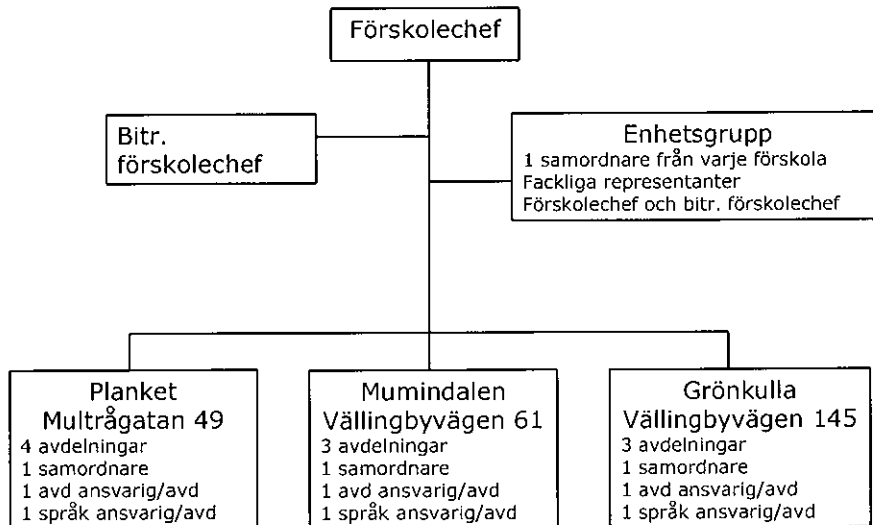 Förskolechef
Bitr.
förskolechef
Enhetsgrupp
1 samordnare från varje förskola
Fackliga representanter
Förskolechef och bitr. förskolechef
Planket
Multrågatan 49
4 avdelningar
1 samordnare
1 avd ansvarig/avd
1 språk ansvarig/avd
Mumindalen
Vällingbyvägen 61
3 avdelningar
1 samordnare
1 avd ansvarig/avd
1 språk ansvarig/avd
Grönkulla
Vällingbyvägen 145
3 avdelningar
1 samordnare
1 avd ansvarig/avd
1 språk ansvarig/avd